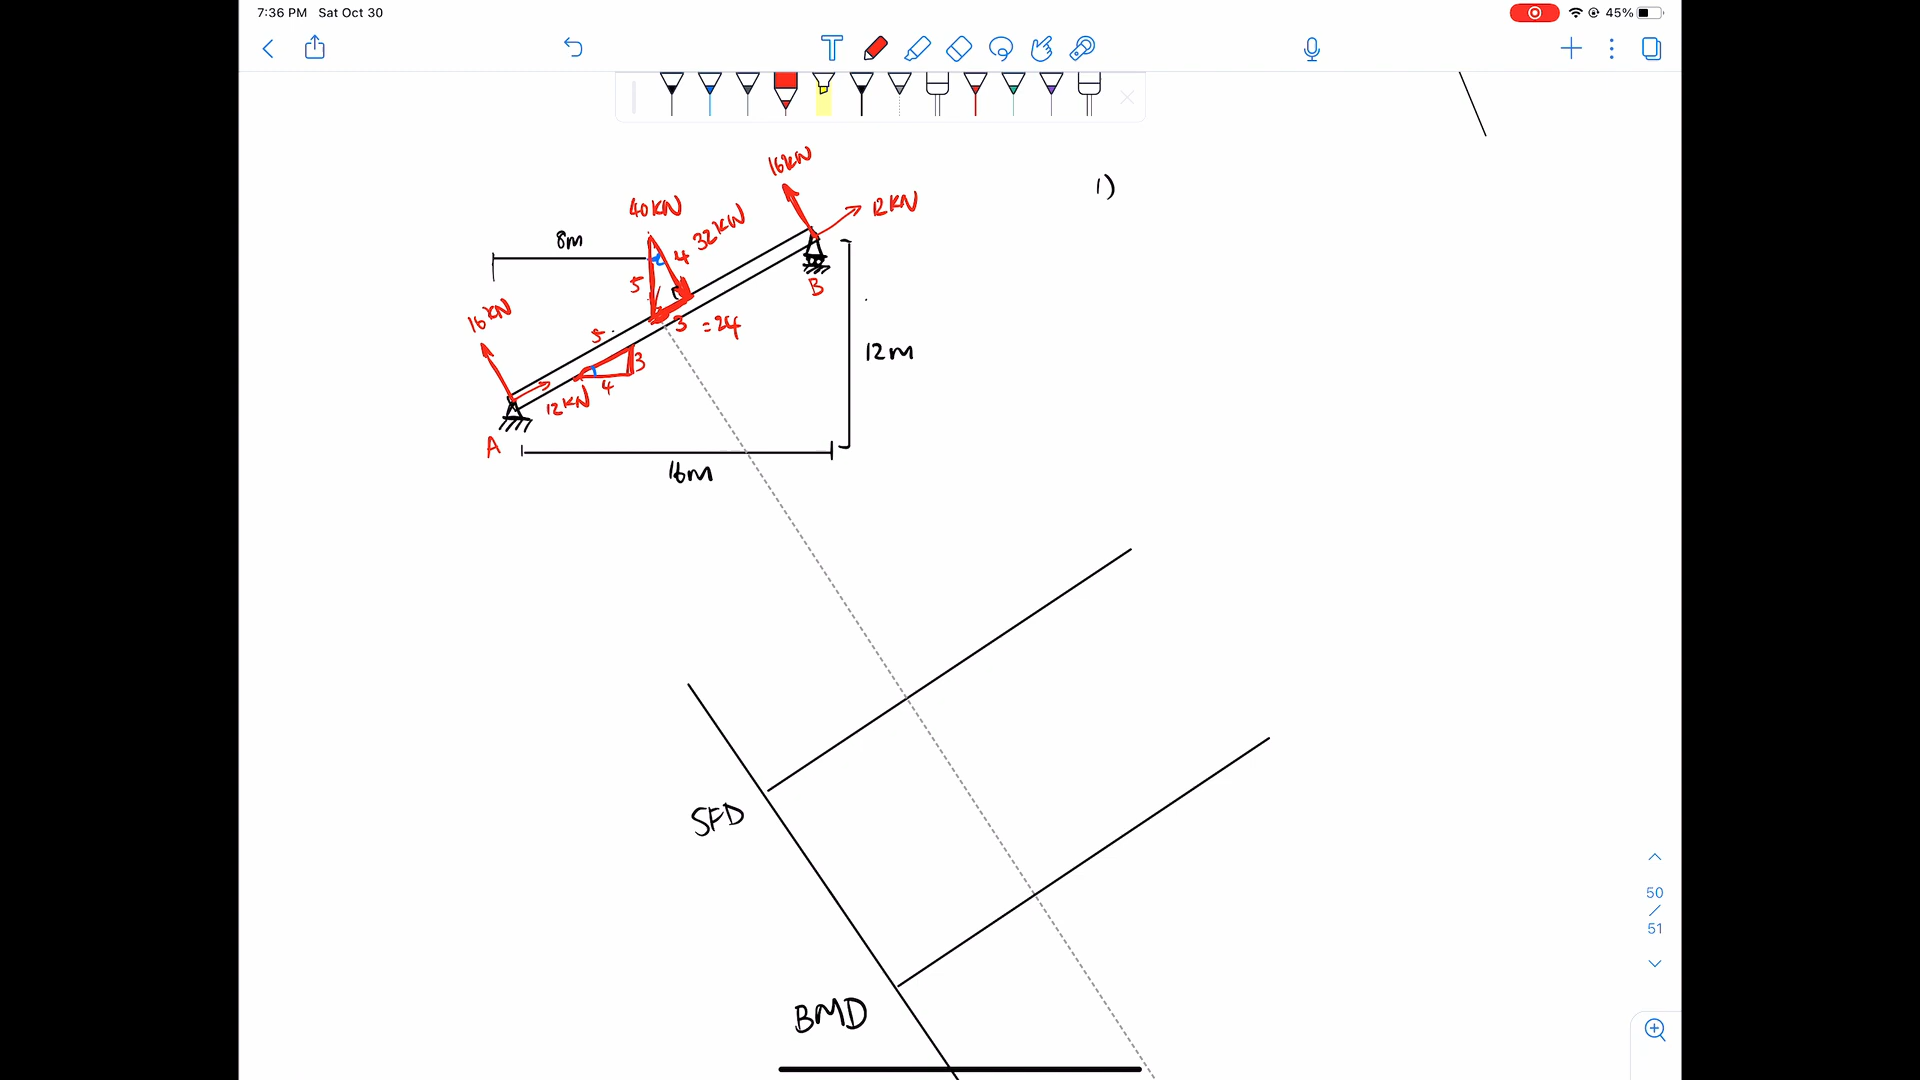 7:36 PM Sat Oct 30
45%
T
16kN
1)
40kN
12kN
32kN
8m
4
5
B
16kN
3 = 24
5
3
12m
4
12kN
A
16m
SFD
50
/
51
BMD